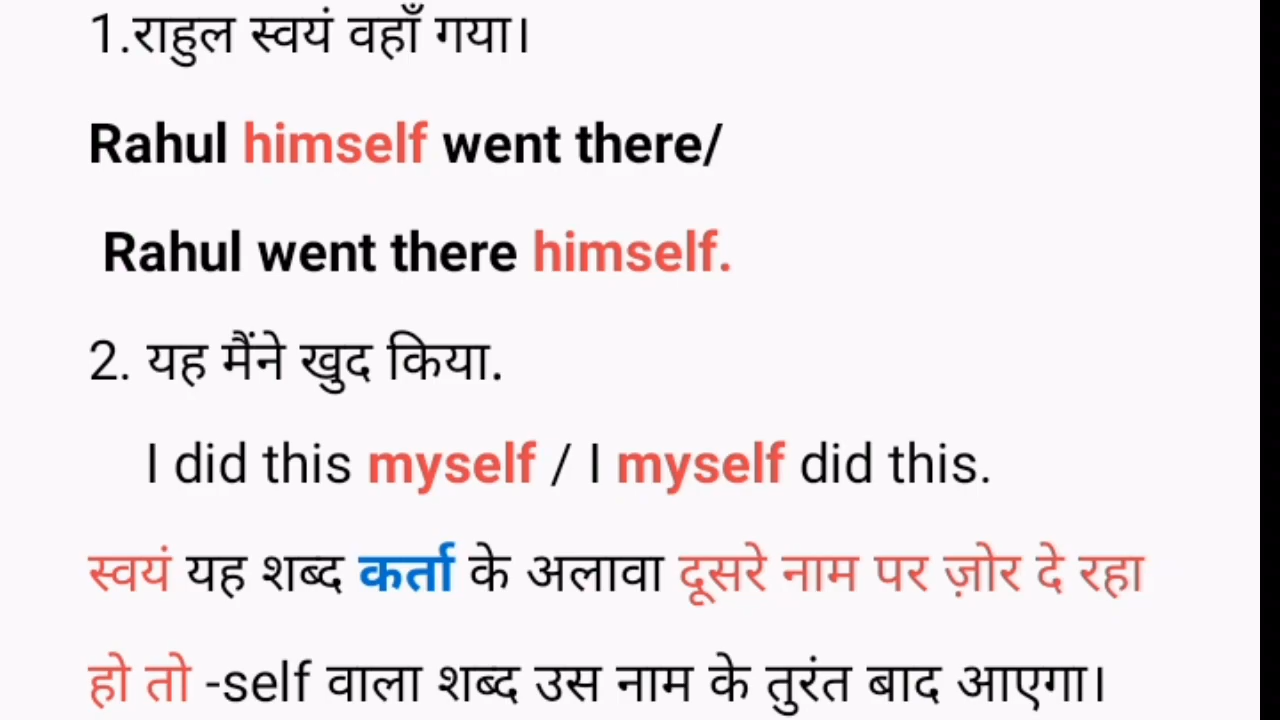 1.राहुल स्वयं वहाँ गया।
Rahul himself went there/
Rahul went there himself.
2. यह मैंने खुद किया.
I did this myself / I myself did this.
स्वयं यह शब्द कर्ता के अलावा दूसरे नाम पर ज़ोर दे रहा
हो तो -self वाला शब्द उस नाम के तुरंत बाद आएगा।